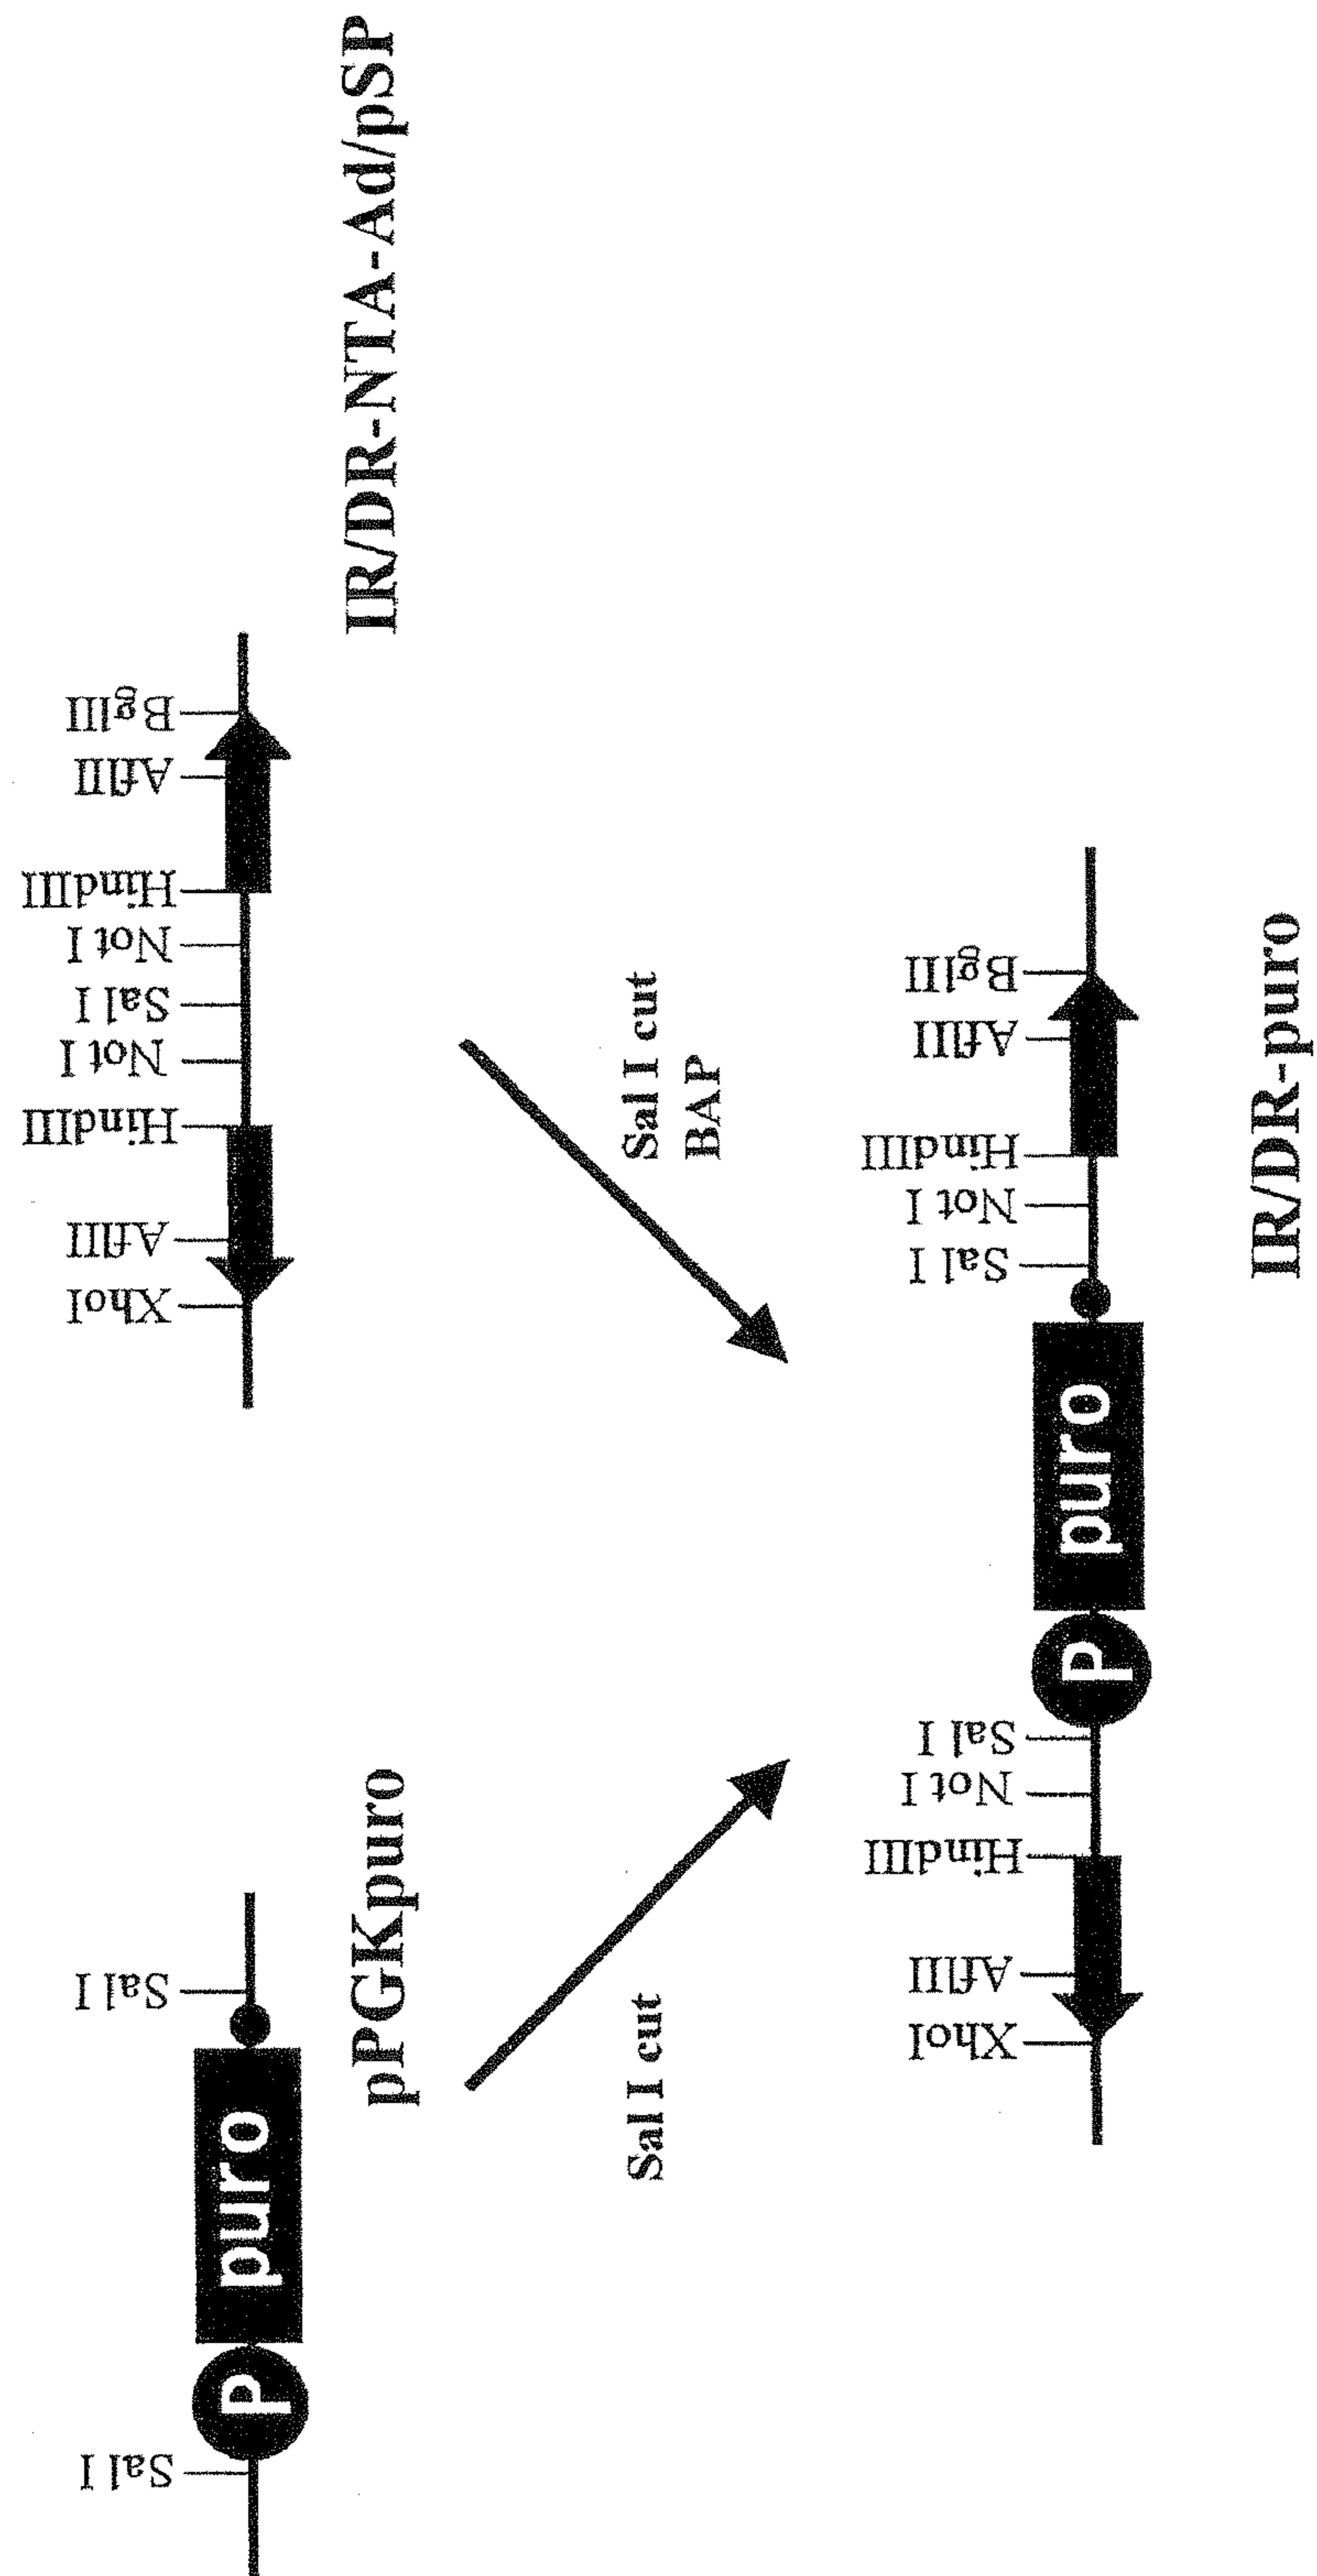 Sal I
P
puro
Sal I
pPGKpuro
XhoI
AflII
HindIII
Not I
Sal I
Not I
HindIII
AflII
BglII
IR/DR-NTA-Ad/pSP
Sal I cut
Sal I cut
BAP
XhoI
AflII
HindIII
Not I
Sal I
P
puro
Sal I
Not I
HindIII
AflII
BglII
IR/DR-puro